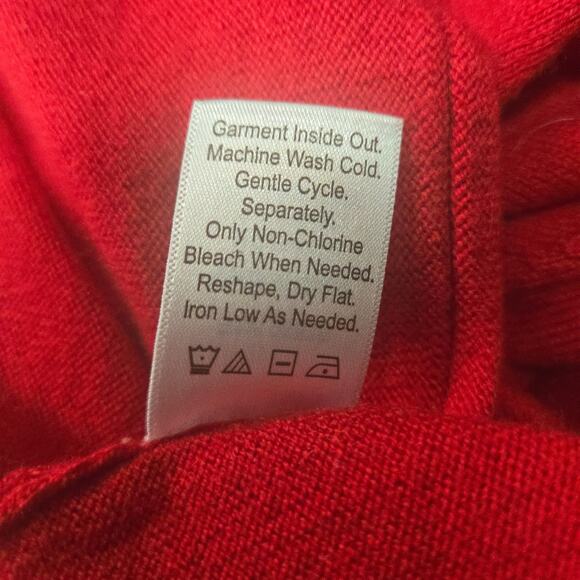 Garment Inside Out.
Machine Wash Cold.
Gentle Cycle.
Separately.
Only Non-Chlorine
Bleach When Needed.
Reshape, Dry Flat.
Iron Low As Needed.